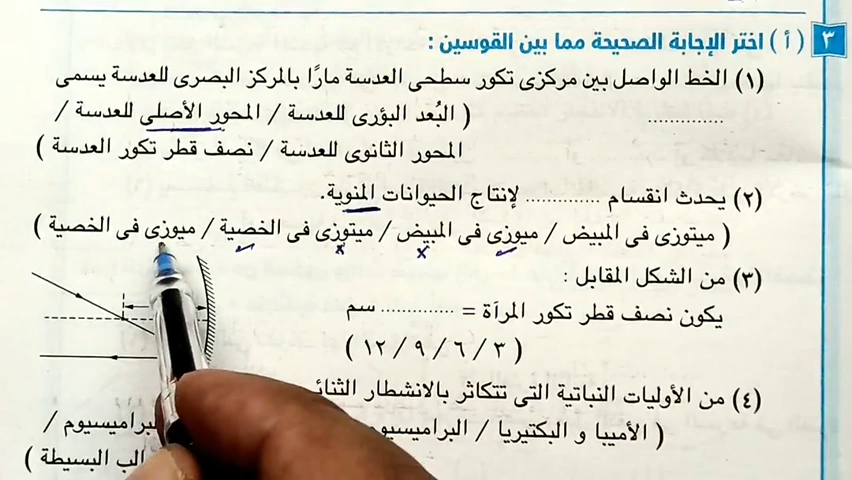 ٣ ( أ ) اختر الإجابة الصحيحة مما بين القوسين :
(١) الخط الواصل بين مركزى تكور سطحى العدسة مارًا بالمركز البصرى للعدسة يسمى
............. ( البُعد البؤرى للعدسة / المحور الأصلى للعدسة /
المحور الثانوى للعدسة / نصف قطر تكور العدسة )
(٢) يحدث انقسام ............. لإنتاج الحيوانات المنوية.
( ميتوزى فى المبيض / ميوزى فى المبيض / ميتوزى فى الخصية / ميوزى فى الخصية )
(٣) من الشكل المقابل :
يكون نصف قطر تكور المرآة = ............. سم
( ٣ / ٦ / ٩ / ١٢ )
(٤) من الأوليات النباتية التى تتكاثر بالانشطار
( الأميبا و البكتيريا / البراميسيوم
البسيطة )